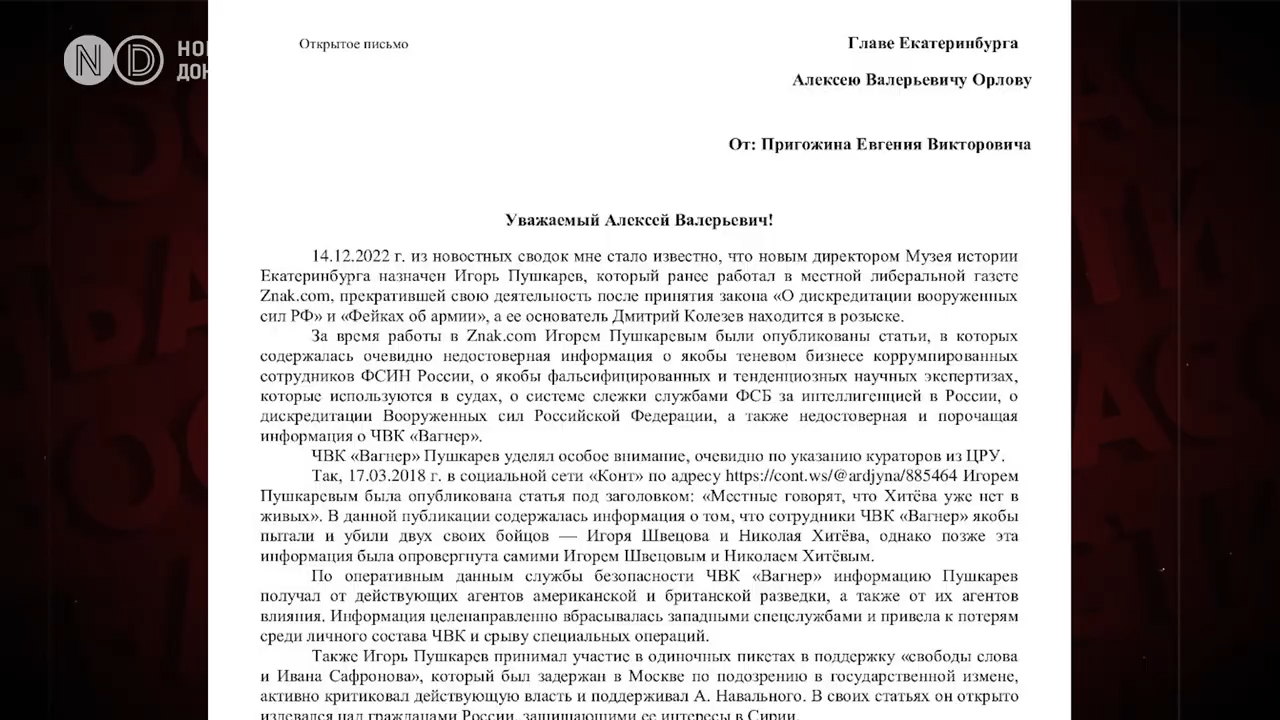 ND
НОВ
ДОК
Открытое письмо
Главе Екатеринбурга
Алексею Валерьевичу Орлову
От: Пригожина Евгения Викторовича
Уважаемый Алексей Валерьевич!
14.12.2022 г. из новостных сводок мне стало известно, что новым директором Музея истории
Екатеринбурга назначен Игорь Пушкарев, который ранее работал в местной либеральной газете
Znak.com, прекратившей свою деятельность после принятия закона «О дискредитации вооруженных
сил РФ» и «Фейках об армии», а ее основатель Дмитрий Колезев находится в розыске.
За время работы в Znak.com Игорем Пушкаревым были опубликованы статьи, в которых
содержалась очевидно недостоверная информация о якобы теневом бизнесе коррумпированных
сотрудников ФСИН России, о якобы фальсифицированных и тенденциозных научных экспертизах,
которые используются в судах, о системе слежки службами ФСБ за интеллигенцией в России, о
дискредитации Вооруженных сил Российской Федерации, а также недостоверная и порочащая
информация о ЧВК «Вагнер».
ЧВК «Вагнер» Пушкарев уделял особое внимание, очевидно по указанию кураторов из ЦРУ.
Так, 17.03.2018 г. в социальной сети «Конт» по адресу https://cont.ws/@ardjyna/885464 Игорем
Пушкаревым была опубликована статья под заголовком: «Местные говорят, что Хитёва уже нет в
живых». В данной публикации содержалась информация о том, что сотрудники ЧВК «Вагнер» якобы
пытали и убили двух своих бойцов — Игоря Швецова и Николая Хитёва, однако позже эта
информация была опровергнута самими Игорем Швецовым и Николаем Хитёвым.
По оперативным данным службы безопасности ЧВК «Вагнер» информацию Пушкарев
получал от действующих агентов американской и британской разведки, а также от их агентов
влияния. Информация целенаправленно вбрасывалась западными спецслужбами и привела к потерям
среди личного состава ЧВК и срыву специальных операций.
Также Игорь Пушкарев принимал участие в одиночных пикетах в поддержку «свободы слова
и Ивана Сафронова», который был задержан в Москве по подозрению в государственной измене,
активно критиковал действующую власть и поддерживал А. Навального. В своих статьях он открыто
издевался над гражданами России, защищающими ее интересы в Сирии.